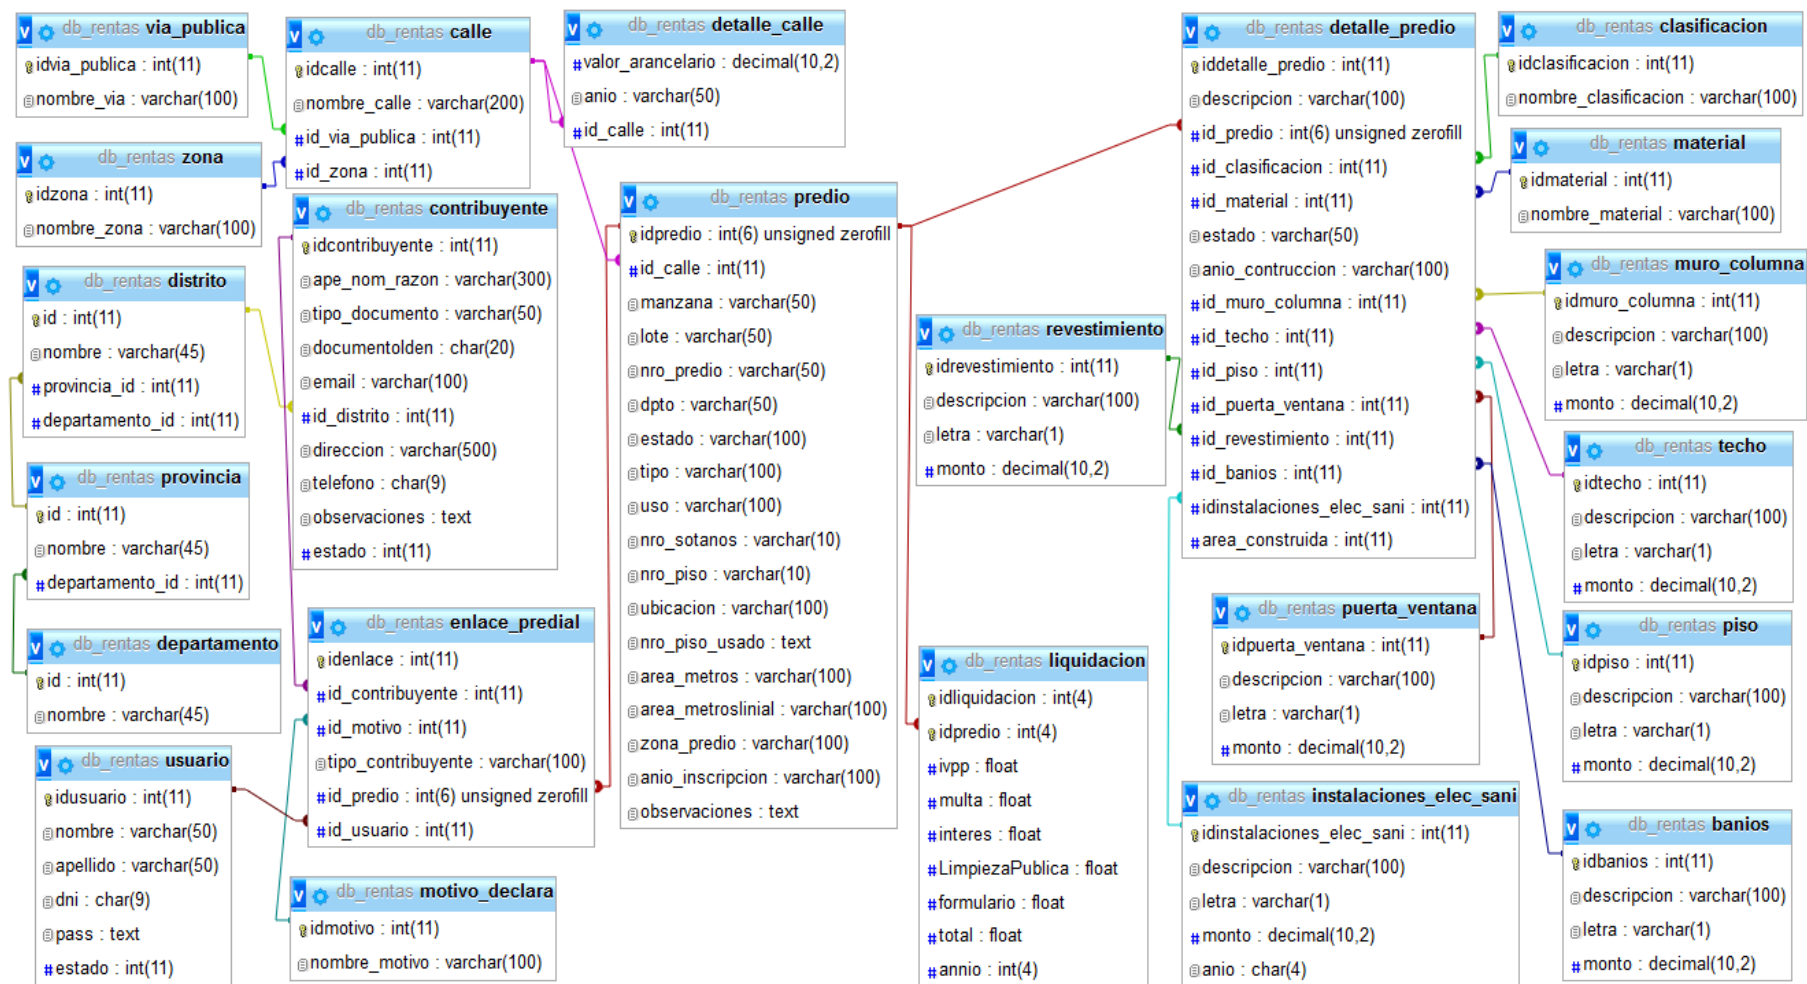 db_rentas via_publica
idvia_publica : int(11)
nombre_via : varchar(100)
db_rentas zona
idzona : int(11)
nombre_zona : varchar(100)
db_rentas distrito
id : int(11)
nombre : varchar(45)
provincia_id : int(11)
departamento_id : int(11)
db_rentas provincia
id : int(11)
nombre : varchar(45)
departamento_id : int(11)
db_rentas departamento
id : int(11)
nombre : varchar(45)
db_rentas usuario
idusuario : int(11)
nombre : varchar(50)
apellido : varchar(50)
dni : char(9)
pass : text
estado : int(11)
db_rentas calle
idcalle : int(11)
nombre_calle : varchar(200)
id_via_publica : int(11)
id_zona : int(11)
db_rentas contribuyente
idcontribuyente : int(11)
ape_nom_razon : varchar(300)
tipo_documento : varchar(50)
documentolden : char(20)
email : varchar(100)
id_distrito : int(11)
direccion : varchar(500)
telefono : char(9)
observaciones : text
estado : int(11)
db_rentas enlace_predial
idenlace : int(11)
id_contribuyente : int(11)
id_motivo : int(11)
tipo_contribuyente : varchar(100)
id_predio : int(6) unsigned zerofill
id_usuario : int(11)
db_rentas motivo_declara
idmotivo : int(11)
nombre_motivo : varchar(100)
db_rentas detalle_calle
valor_arancelario : decimal(10,2)
anio : varchar(50)
id_calle : int(11)
db_rentas predio
idpredio : int(6) unsigned zerofill
id_calle : int(11)
manzana : varchar(50)
lote : varchar(50)
nro_predio : varchar(50)
dpto : varchar(50)
estado : varchar(100)
tipo : varchar(100)
uso : varchar(100)
nro_sotanos : varchar(10)
nro_piso : varchar(10)
ubicacion : varchar(100)
nro_piso_usado : text
area_metros : varchar(100)
area_metroslinial : varchar(100)
zona_predio : varchar(100)
anio_inscripcion : varchar(100)
observaciones : text
db_rentas revestimiento
idrevestimiento : int(11)
descripcion : varchar(100)
letra : varchar(1)
monto : decimal(10,2)
db_rentas liquidacion
idliquidacion : int(4)
idpredio : int(4)
ivpp : float
multa : float
interes : float
LimpiezaPublica : float
formulario : float
total : float
annio : int(4)
db_rentas detalle_predio
iddetalle_predio : int(11)
descripcion : varchar(100)
id_predio : int(6) unsigned zerofill
id_clasificacion : int(11)
id_material : int(11)
estado : varchar(50)
anio_contruccion : varchar(100)
id_muro_columna : int(11)
id_techo : int(11)
id_piso : int(11)
id_puerta_ventana : int(11)
id_revestimiento : int(11)
id_banios : int(11)
idinstalaciones_elec_sani : int(11)
area_construida : int(11)
db_rentas puerta_ventana
idpuerta_ventana : int(11)
descripcion : varchar(100)
letra : varchar(1)
monto : decimal(10,2)
db_rentas instalaciones_elec_sani
idinstalaciones_elec_sani : int(11)
descripcion : varchar(100)
letra : varchar(1)
monto : decimal(10,2)
anio : char(4)
db_rentas clasificacion
idclasificacion : int(11)
nombre_clasificacion : varchar(100)
db_rentas material
idmaterial : int(11)
nombre_material : varchar(100)
db_rentas muro_columna
idmuro_columna : int(11)
descripcion : varchar(100)
letra : varchar(1)
monto : decimal(10,2)
db_rentas techo
idtecho : int(11)
descripcion : varchar(100)
letra : varchar(1)
monto : decimal(10,2)
db_rentas piso
idpiso : int(11)
descripcion : varchar(100)
letra : varchar(1)
monto : decimal(10,2)
db_rentas banios
idbanios : int(11)
descripcion : varchar(100)
letra : varchar(1)
monto : decimal(10,2)